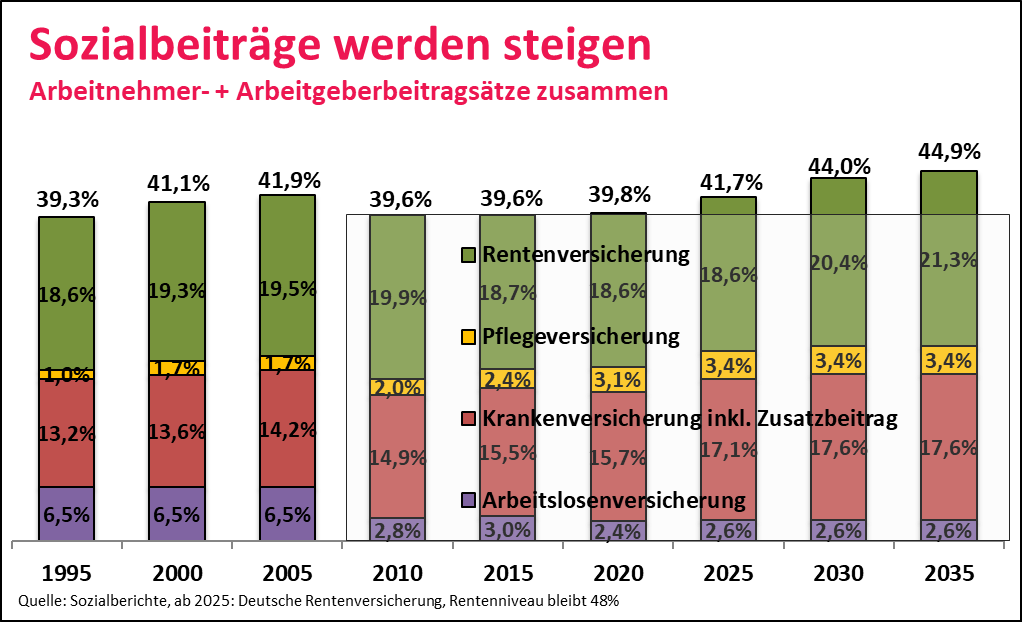 Sozialbeiträge werden steigen
Arbeitnehmer- + Arbeitgeberbeitragsätze zusammen
39,3% 41,1% 41,9% 39,6% 39,6% 39,8% 41,7% 44,0% 44,9%
Rentenversicherung
18,6% 19,3% 19,5% 19,9% 18,7% 18,6% 18,6% 20,4% 21,3%
Pflegeversicherung
1,0% 1,7% 1,7% 2,0% 2,4% 3,1% 3,4% 3,4% 3,4%
Krankenversicherung inkl. Zusatzbeitrag
13,2% 13,6% 14,2% 14,9% 15,5% 15,7% 17,1% 17,6% 17,6%
Arbeitslosenversicherung
6,5% 6,5% 6,5% 2,8% 3,0% 2,4% 2,6% 2,6% 2,6%
1995 2000 2005 2010 2015 2020 2025 2030 2035
Quelle: Sozialberichte, ab 2025: Deutsche Rentenversicherung, Rentenniveau bleibt 48%